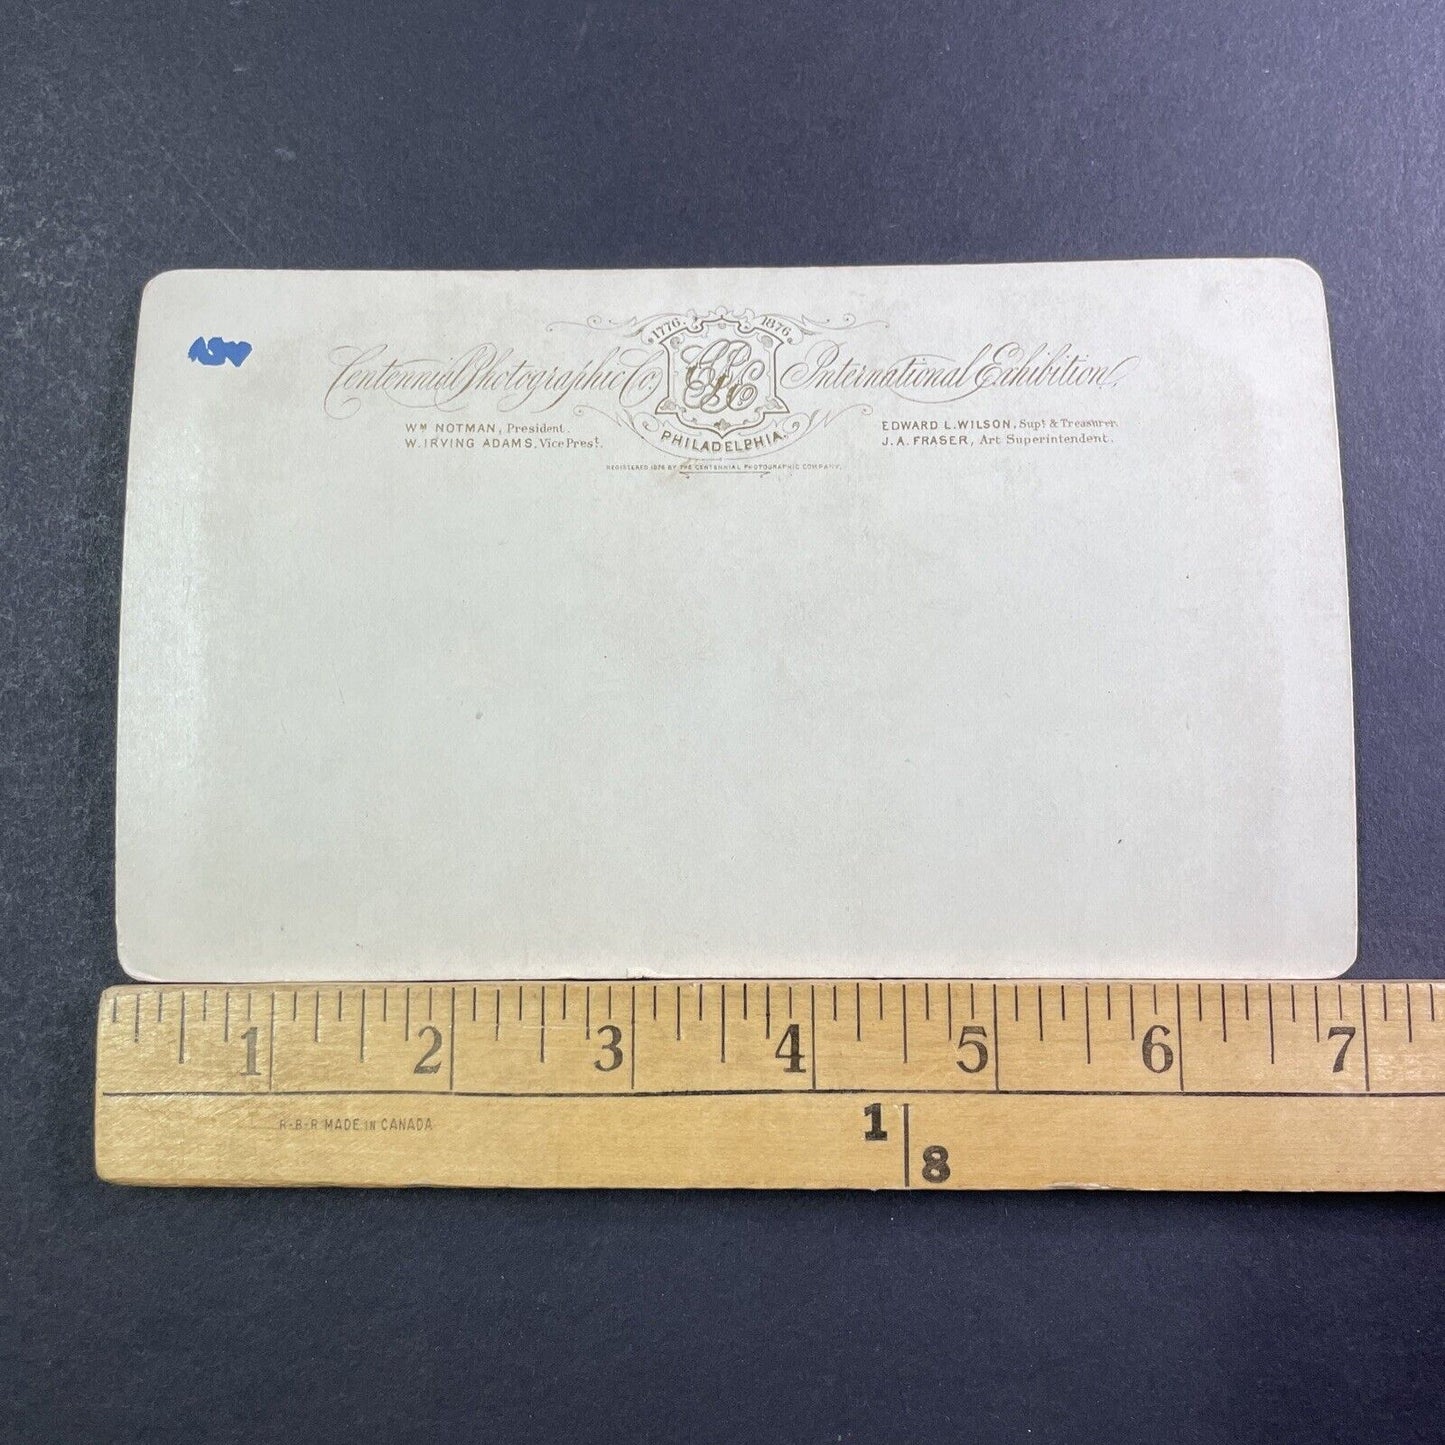 1776. 1876.
Centennial Photographic Co. CPC International Exhibition.
Wᴹ NOTMAN, President.
W. IRVING ADAMS, Vice Presᵗ.
PHILADELPHIA.
EDWARD L. WILSON, Supᵗ & Treasurer.
J. A. FRASER, Art Superintendent.
REGISTERED 1876 BY THE CENTENNIAL PHOTOGRAPHIC COMPANY.
1 2 3 4 5 6 7
R-B-R MADE IN CANADA
1
8